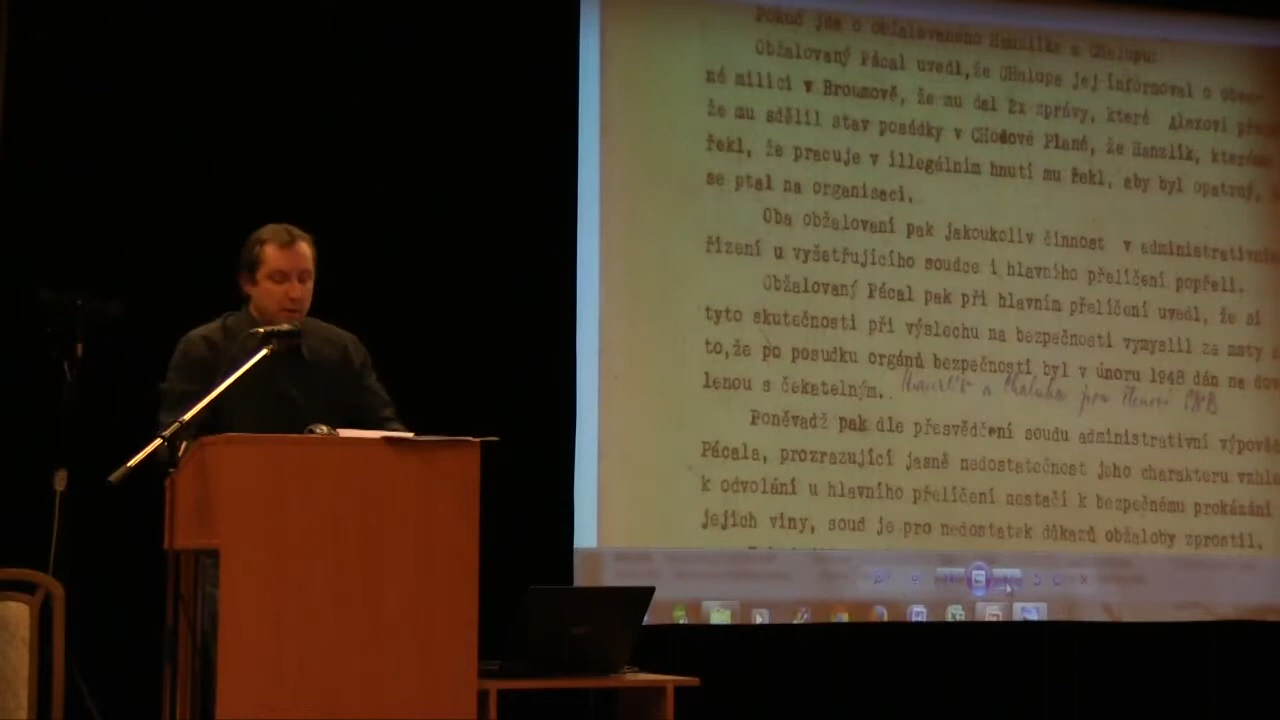 Pokud jde o obžalovaného Hanzlíka a CHalupu:
Obžalovaný Pácal uvedl, že CHalupa jej informoval o
né milici v Broumově, že mu dal 2x zprávy, které Alexovi
že mu sdělil stav posádky v CHodové Plané, že Hanzlík,
řekl, že pracuje v illegálním hnutí mu řekl, aby byl opatrný,
se ptal na organisaci.
Oba obžalovaní pak jakoukoliv činnost v administrativním
řízení u vyšetřujícího soudce i hlavního přelíčení popřeli.
Obžalovaný Pácal pak při hlavním přelíčení uvedl, že si
tyto skutečnosti při výslechu na bezpečnosti vymyslil ze msty
to, že po posudku orgánů bezpečnosti byl v únoru 1948 dán na dov
lenou s čekatelným. Hanzlík a Chalupa jsou členové SNB
Poněvadž pak dle přesvědčení soudu administrativní výpově
Pácala, prozrazující jasně nedostatečnost jeho charakteru vzhle
k odvolání u hlavního přelíčení nestačí k bezpečnému prokázání
jejich viny, soud je pro nedostatek důkazů obžaloby zprostil.